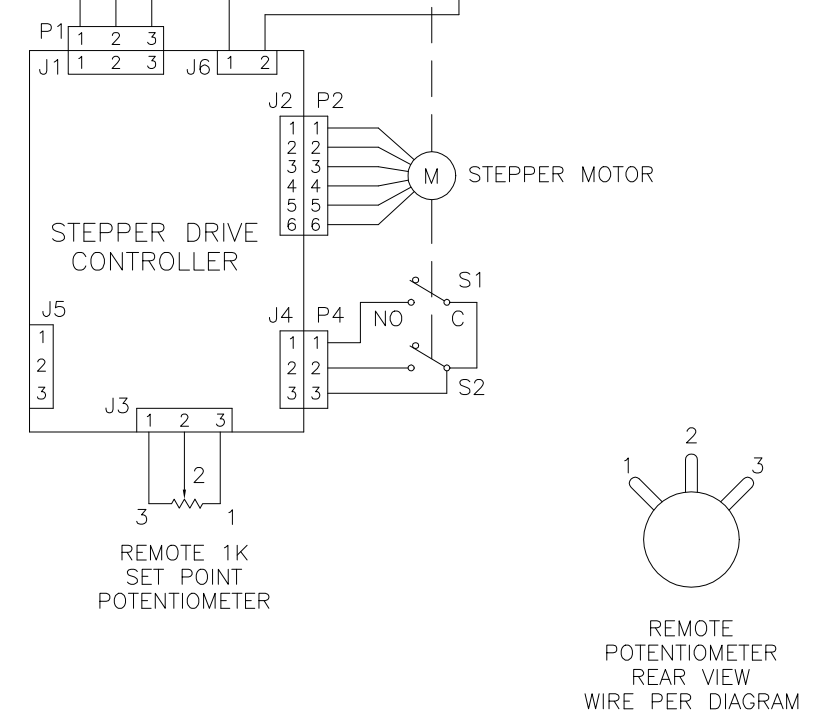 P1 1 2 3
J1 1 2 3
J6 1 2
J2 P2
1 1
2 2
3 3
4 4
5 5
6 6
M STEPPER MOTOR
STEPPER DRIVE
CONTROLLER
S1
NO C
J5
1
2
3
J4 P4
1 1
2 2
3 3
S2
J3
1 2 3
2
3 1
REMOTE 1K
SET POINT
POTENTIOMETER
2
1 3
REMOTE
POTENTIOMETER
REAR VIEW
WIRE PER DIAGRAM